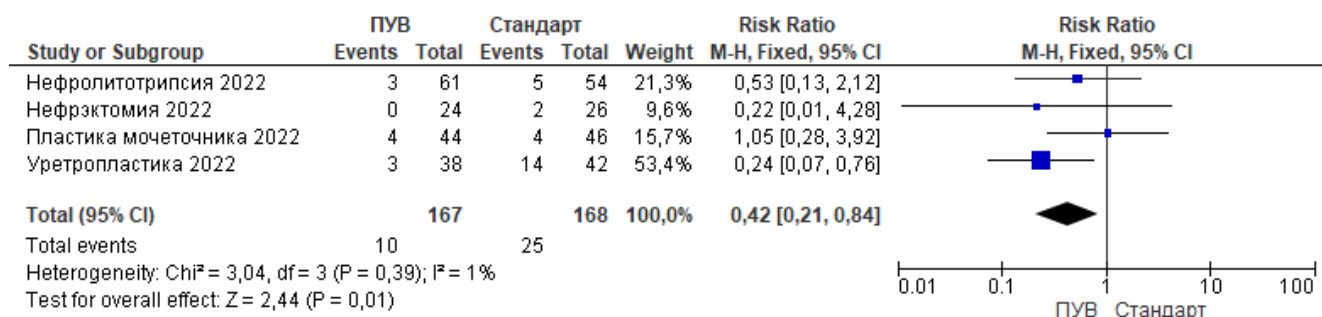 ПУВ Стандарт Risk Ratio Risk Ratio
Study or Subgroup Events Total Events Total Weight M-H, Fixed, 95% CI M-H, Fixed, 95% CI
Нефролитотрипсия 2022 3 61 5 54 21,3% 0,53 [0,13, 2,12]
Нефрэктомия 2022 0 24 2 26 9,6% 0,22 [0,01, 4,28]
Пластика мочеточника 2022 4 44 4 46 15,7% 1,05 [0,28, 3,92]
Уретропластика 2022 3 38 14 42 53,4% 0,24 [0,07, 0,76]
Total (95% CI) 167 168 100,0% 0,42 [0,21, 0,84]
Total events 10 25
Heterogeneity: Chi² = 3,04, df = 3 (P = 0,39); I² = 1%
Test for overall effect: Z = 2,44 (P = 0,01)
0.01 0.1 1 10 100
ПУВ Стандарт